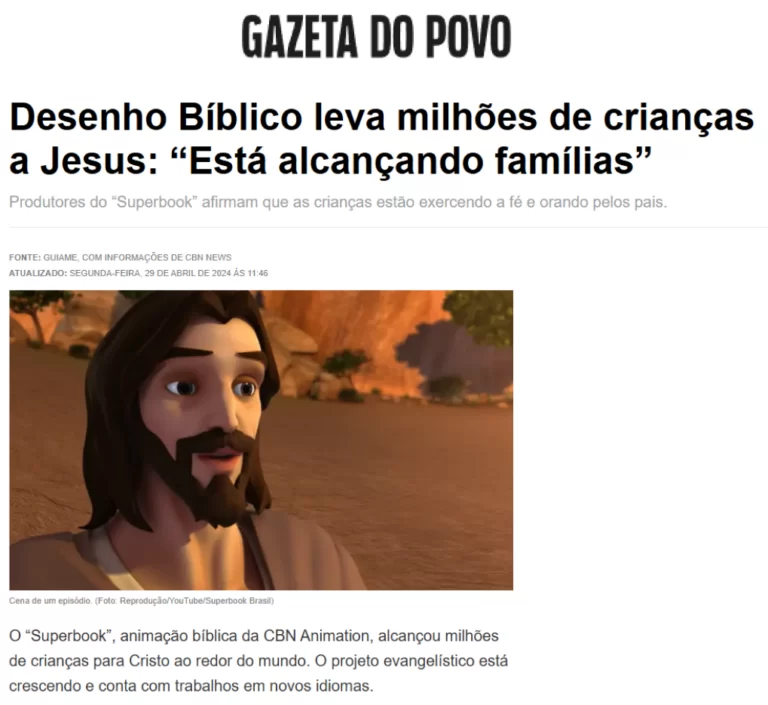 GAZETA DO POVO
Desenho Bíblico leva milhões de crianças
a Jesus: “Está alcançando famílias”
Produtores do “Superbook” afirmam que as crianças estão exercendo a fé e orando pelos pais.
FONTE: GUIAME, COM INFORMAÇÕES DE CBN NEWS
ATUALIZADO: SEGUNDA-FEIRA, 29 DE ABRIL DE 2024 ÀS 11:46
Cena de um episódio. (Foto: Reprodução/YouTube/Superbook Brasil)
O “Superbook”, animação bíblica da CBN Animation, alcançou milhões
de crianças para Cristo ao redor do mundo. O projeto evangelístico está
crescendo e conta com trabalhos em novos idiomas.